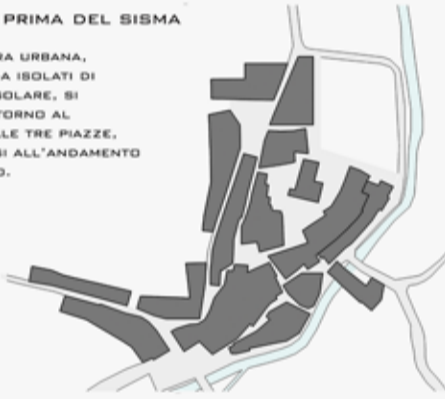 PRIMA DEL SISMA
RA URBANA,
A ISOLATI DI
OLARE, SI
TORNO AL
LE TRE PIAZZE,
SI ALL'ANDAMENTO
O.